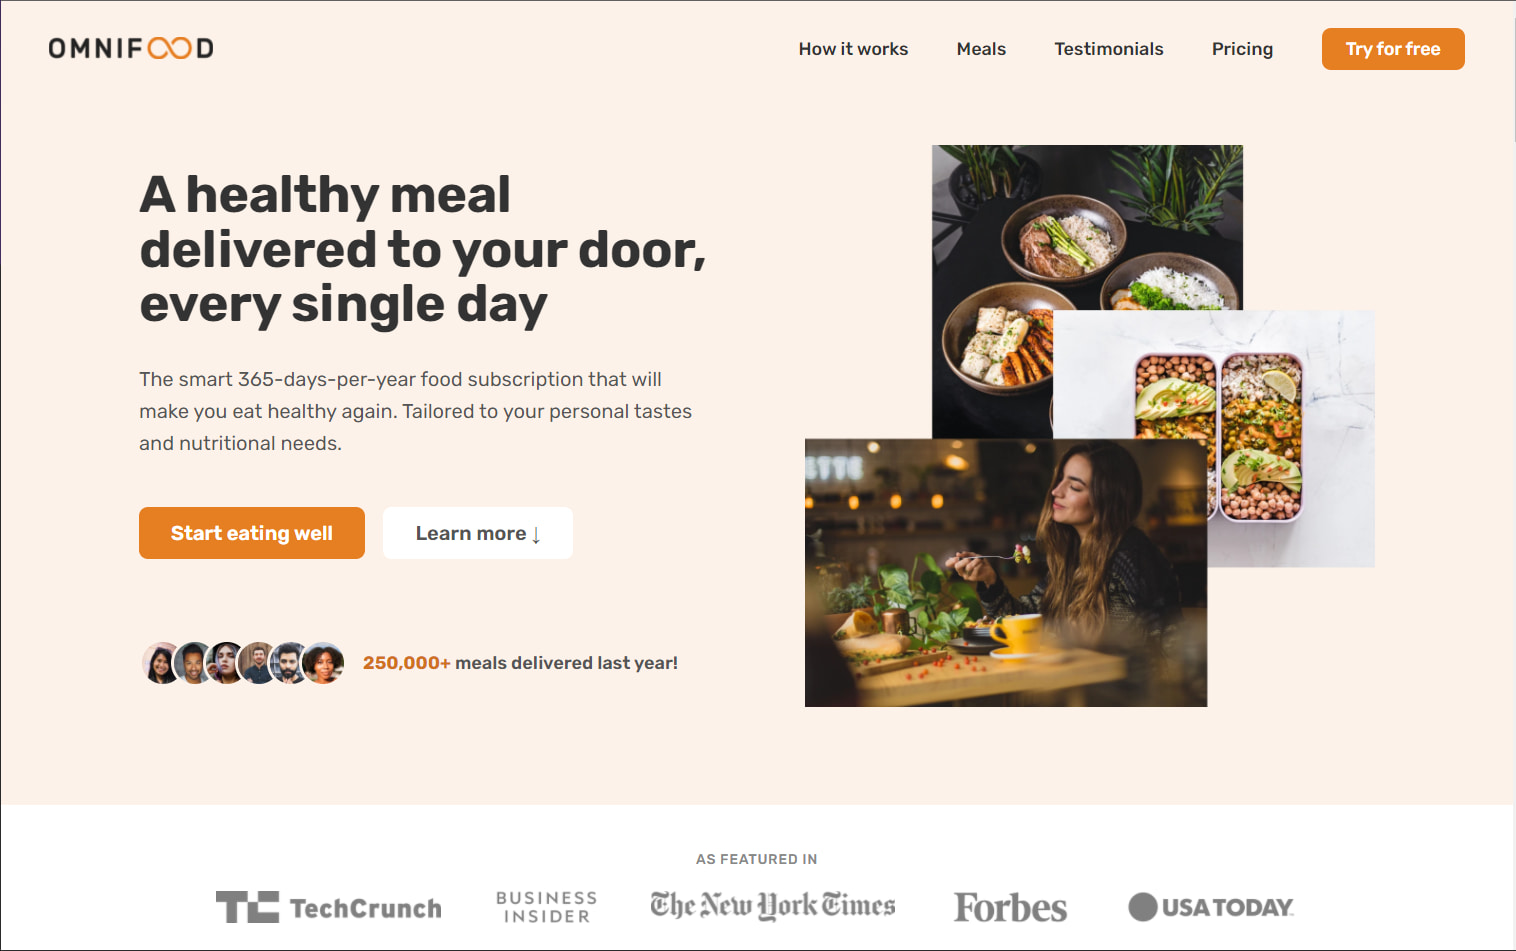 OMNIFOOD
How it works
Meals
Testimonials
Pricing
Try for free
A healthy meal
delivered to your door,
every single day
The smart 365-days-per-year food subscription that will
make you eat healthy again. Tailored to your personal tastes
and nutritional needs.
Start eating well
Learn more ↓
250,000+ meals delivered last year!
AS FEATURED IN
TC TechCrunch
BUSINESS
INSIDER
The New York Times
Forbes
USA TODAY